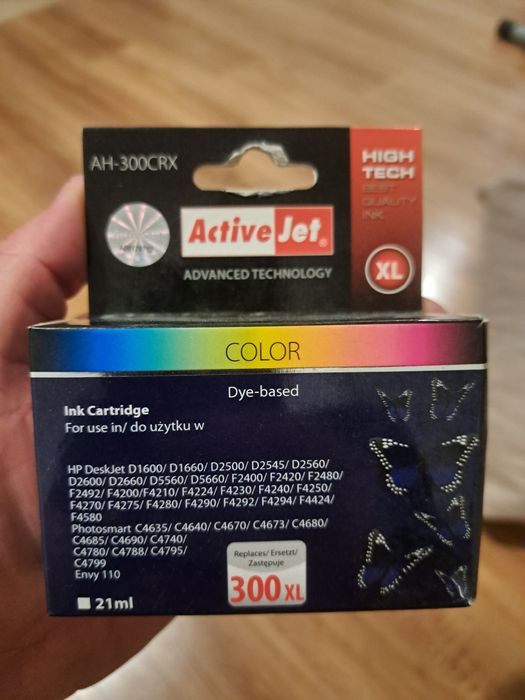 AH-300CRX
HIGH
TECH
BEST
QUALITY
INK
ActiveJet®
XL
ADVANCED TECHNOLOGY
COLOR
Dye-based
Ink Cartridge
For use in/ do użytku w
HP DeskJet D1600/ D1660/ D2500/ D2545/ D2560/
D2600/ D2660/ D5560/ D5660/ F2400/ F2420/ F2480/
F2492/ F4200/F4210/ F4224/ F4230/ F4240/ F4250/
F4270/ F4275/ F4280/ F4290/ F4292/ F4294/ F4424/
F4580
Photosmart C4635/ C4640/ C4670/ C4673/ C4680/
C4685/ C4690/ C4740/
C4780/ C4788/ C4795/
C4799
Envy 110
Replaces/ Ersetzt/
Zastępuje
300 XL
21ml